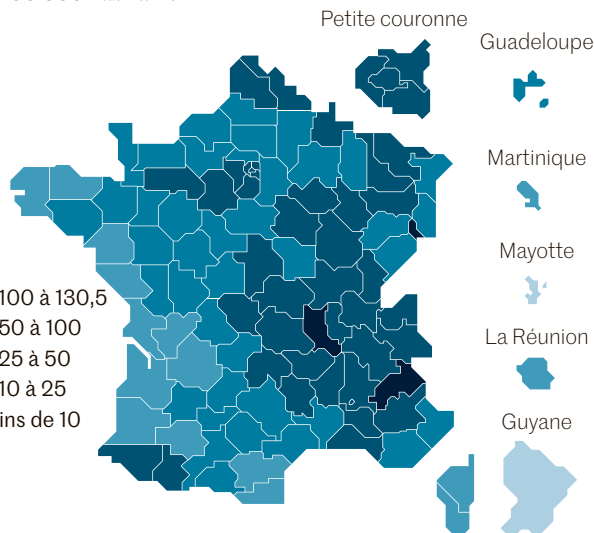 Petite couronne
Guadeloupe
Martinique
Mayotte
100 à 130,5
50 à 100
La Réunion
25 à 50
10 à 25
ins de 10
Guyane